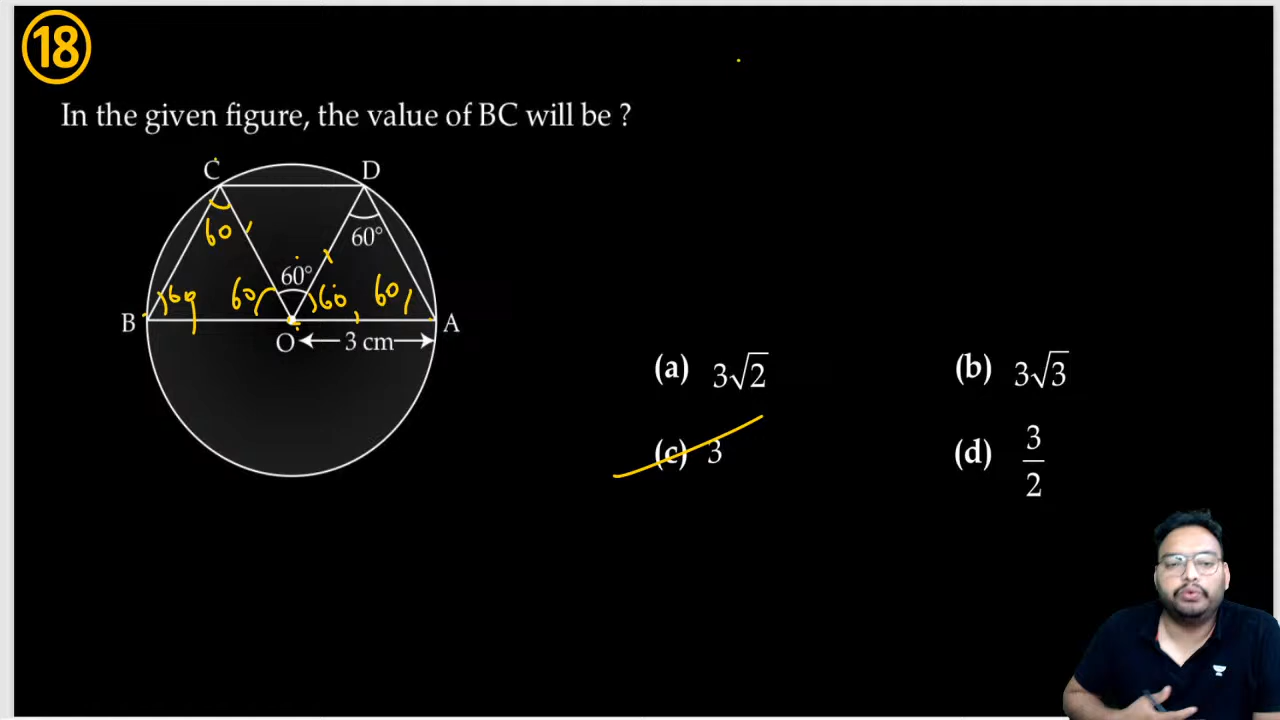 18
In the given figure, the value of BC will be ?
C D
60 60°
60° 60
60 60 60
B A
O 3 cm
(a) 3√2 (b) 3√3
(c) 3 (d) 3/2